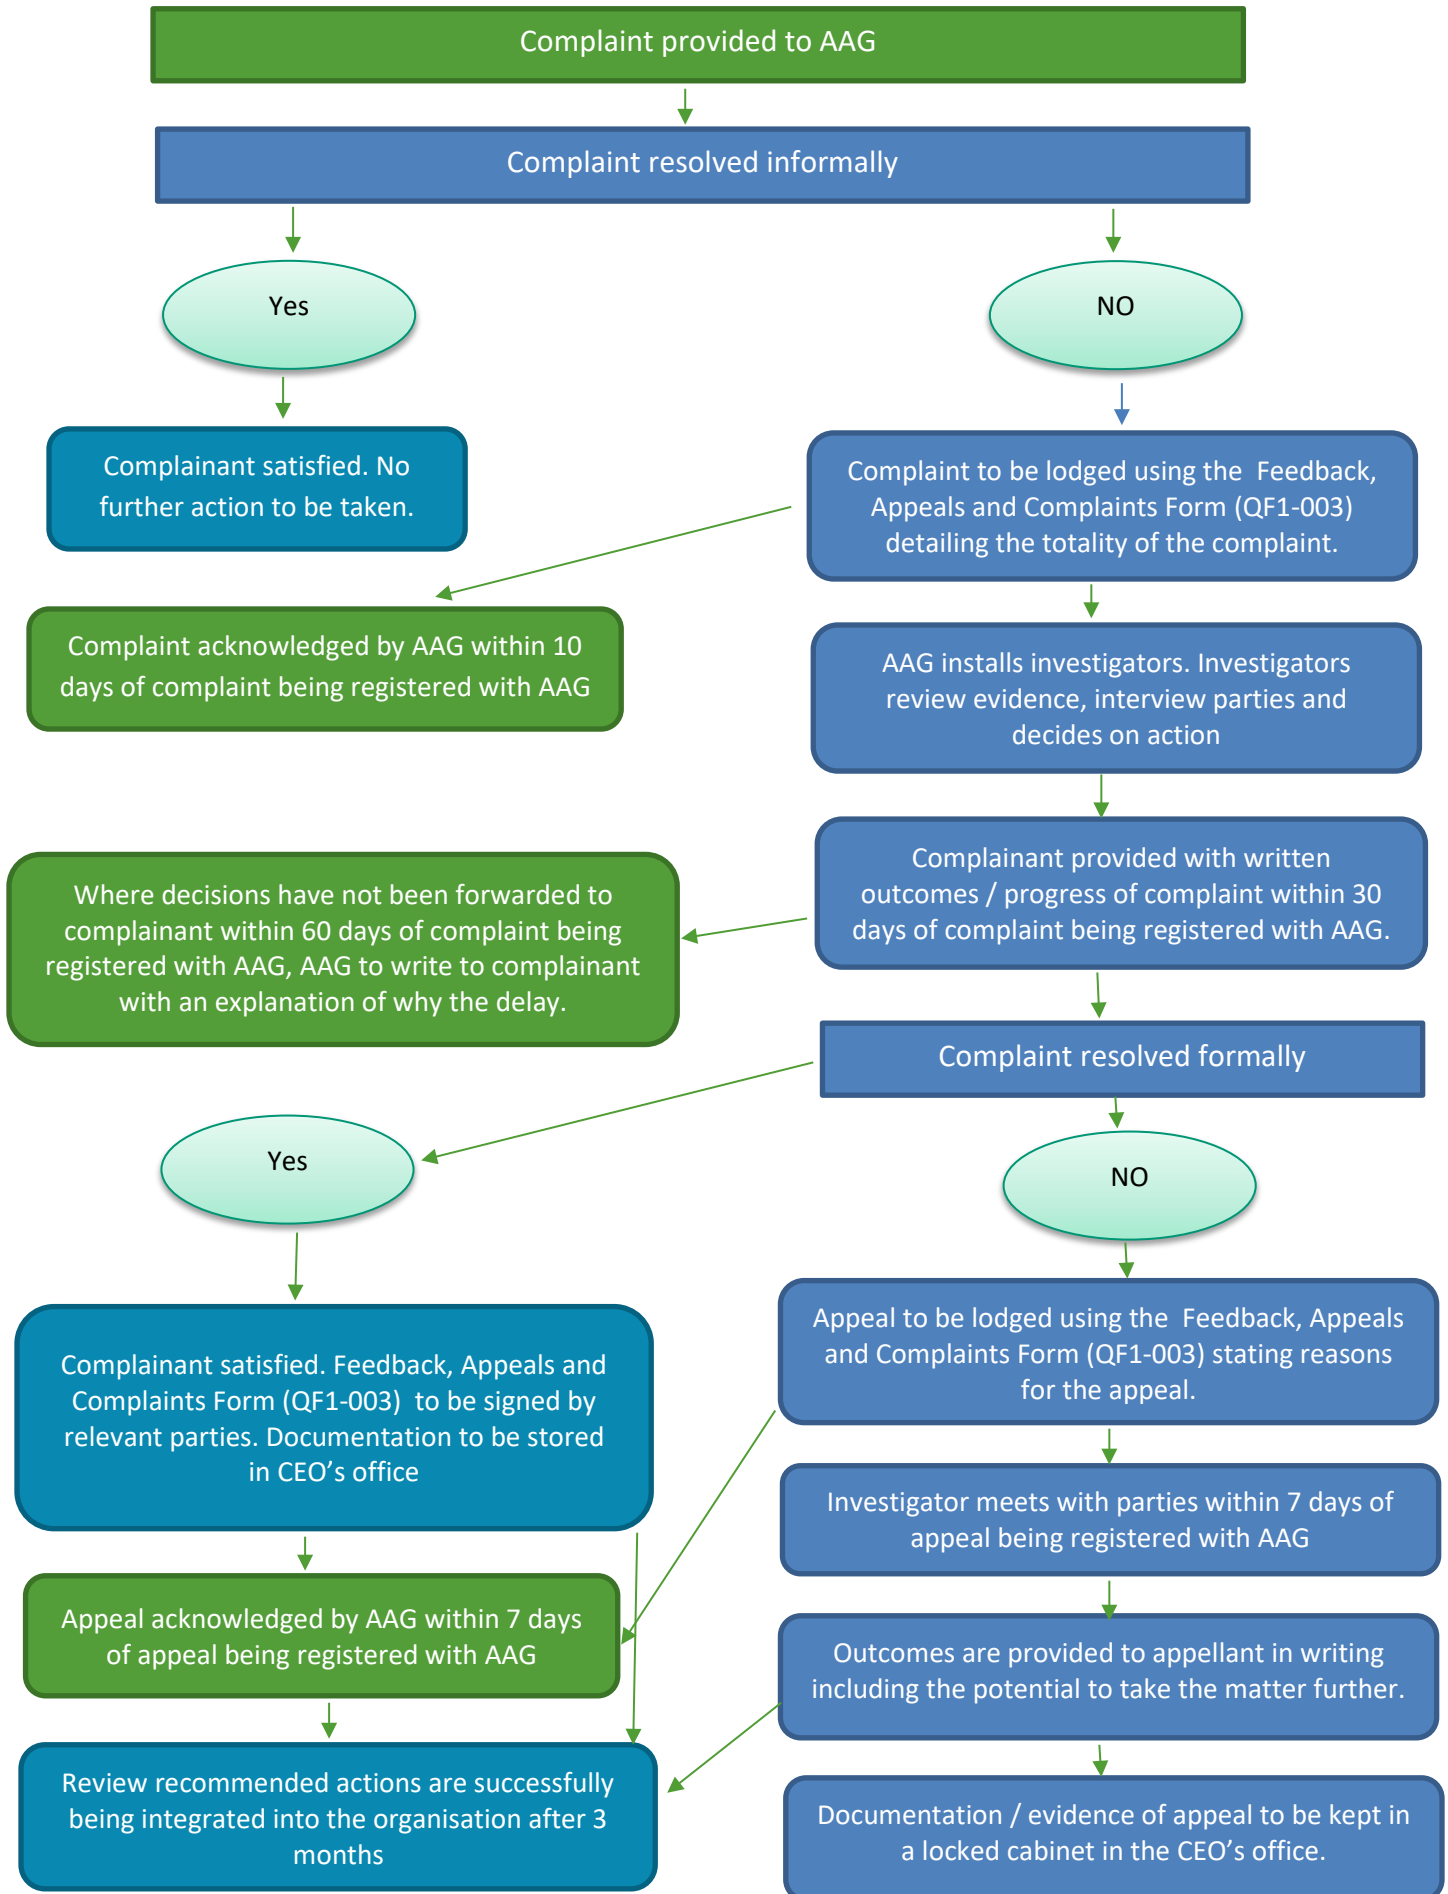 Complaint provided to AAG
Complaint resolved informally
Yes
NO
Complainant satisfied. No
further action to be taken.
Complaint to be lodged using the  Feedback,
Appeals and Complaints Form (QF1-003)
detailing the totality of the complaint.
Complaint acknowledged by AAG within 10
days of complaint being registered with AAG
AAG installs investigators. Investigators
review evidence, interview parties and
decides on action
Complainant provided with written
outcomes / progress of complaint within 30
days of complaint being registered with AAG.
Where decisions have not been forwarded to
complainant within 60 days of complaint being
registered with AAG, AAG to write to complainant
with an explanation of why the delay.
Complaint resolved formally
Yes
NO
Complainant satisfied. Feedback, Appeals and
Complaints Form (QF1-003)  to be signed by
relevant parties. Documentation to be stored
in CEO’s office
Appeal to be lodged using the  Feedback, Appeals
and Complaints Form (QF1-003) stating reasons
for the appeal.
Investigator meets with parties within 7 days of
appeal being registered with AAG
Appeal acknowledged by AAG within 7 days
of appeal being registered with AAG
Outcomes are provided to appellant in writing
including the potential to take the matter further.
Review recommended actions are successfully
being integrated into the organisation after 3
months
Documentation / evidence of appeal to be kept in
a locked cabinet in the CEO’s office.